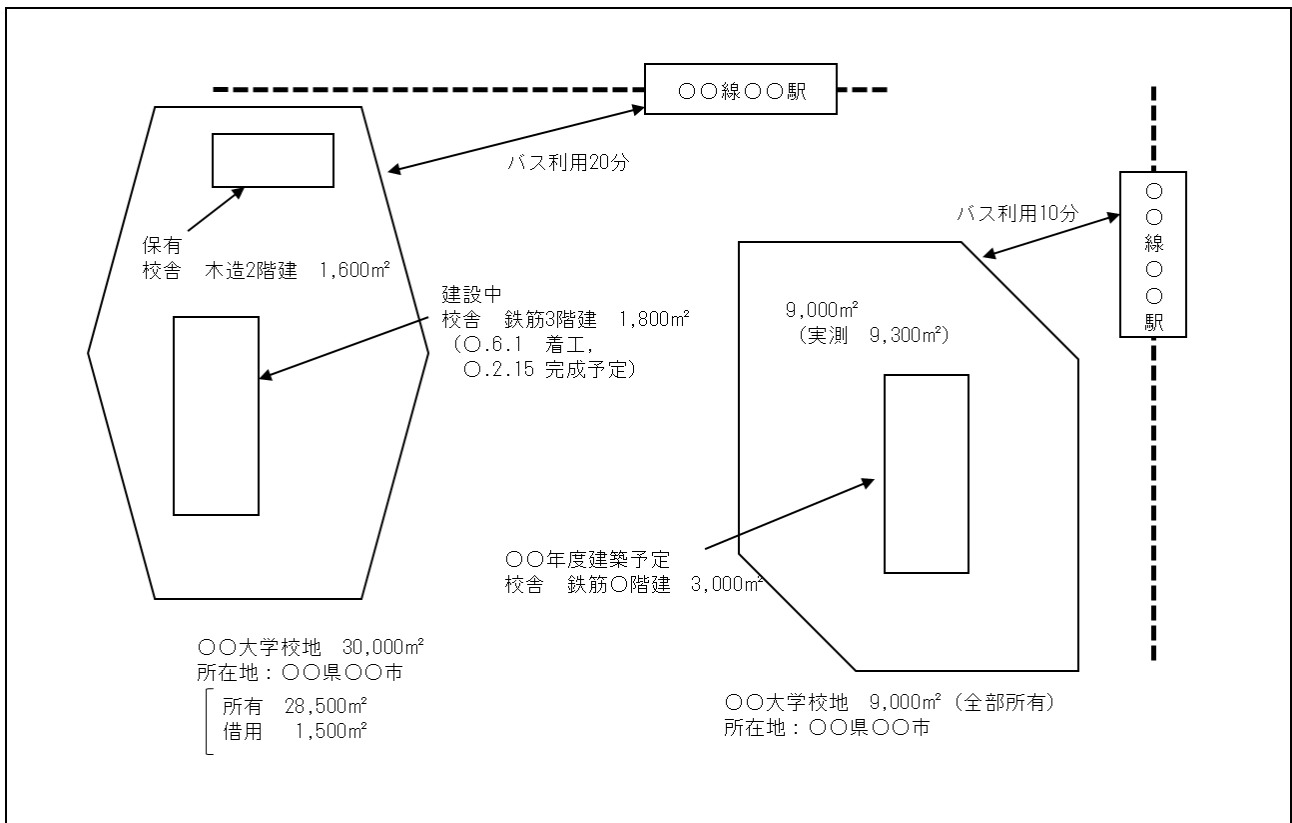 ○○線○○駅
バス利用20分
保有
校舎　木造2階建　1,600㎡
建設中
校舎　鉄筋3階建　1,800㎡
（○.6.1　着工，
○.2.15 完成予定）
○○大学校地　30,000㎡
所在地：○○県○○市
所有　28,500㎡
借用　1,500㎡
○○線○○駅
バス利用10分
9,000㎡
（実測　9,300㎡）
○○年度建築予定
校舎　鉄筋○階建　3,000㎡
○○大学校地　9,000㎡（全部所有）
所在地：○○県○○市